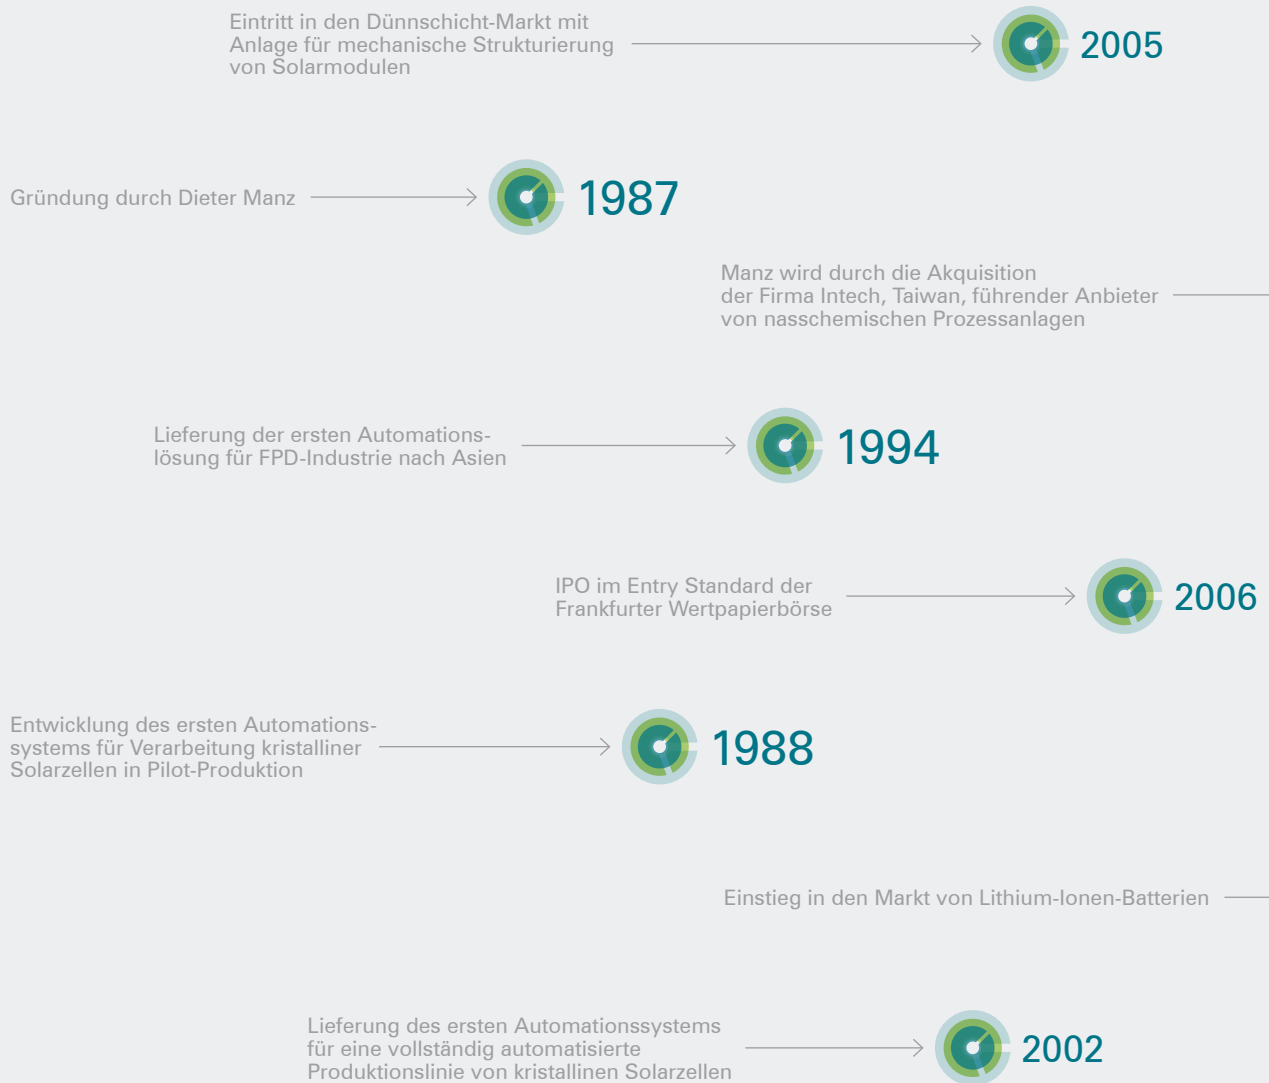 Eintritt in den Dünnschicht-Markt mit
Anlage für mechanische Strukturierung
von Solarmodulen
2005
Gründung durch Dieter Manz
1987
Manz wird durch die Akquisition
der Firma Intech, Taiwan, führender Anbieter
von nasschemischen Prozessanlagen
Lieferung der ersten Automations-
lösung für FPD-Industrie nach Asien
1994
IPO im Entry Standard der
Frankfurter Wertpapierbörse
2006
Entwicklung des ersten Automations-
systems für Verarbeitung kristalliner
Solarzellen in Pilot-Produktion
1988
Einstieg in den Markt von Lithium-Ionen-Batterien
Lieferung des ersten Automationssystems
für eine vollständig automatisierte
Produktionslinie von kristallinen Solarzellen
2002